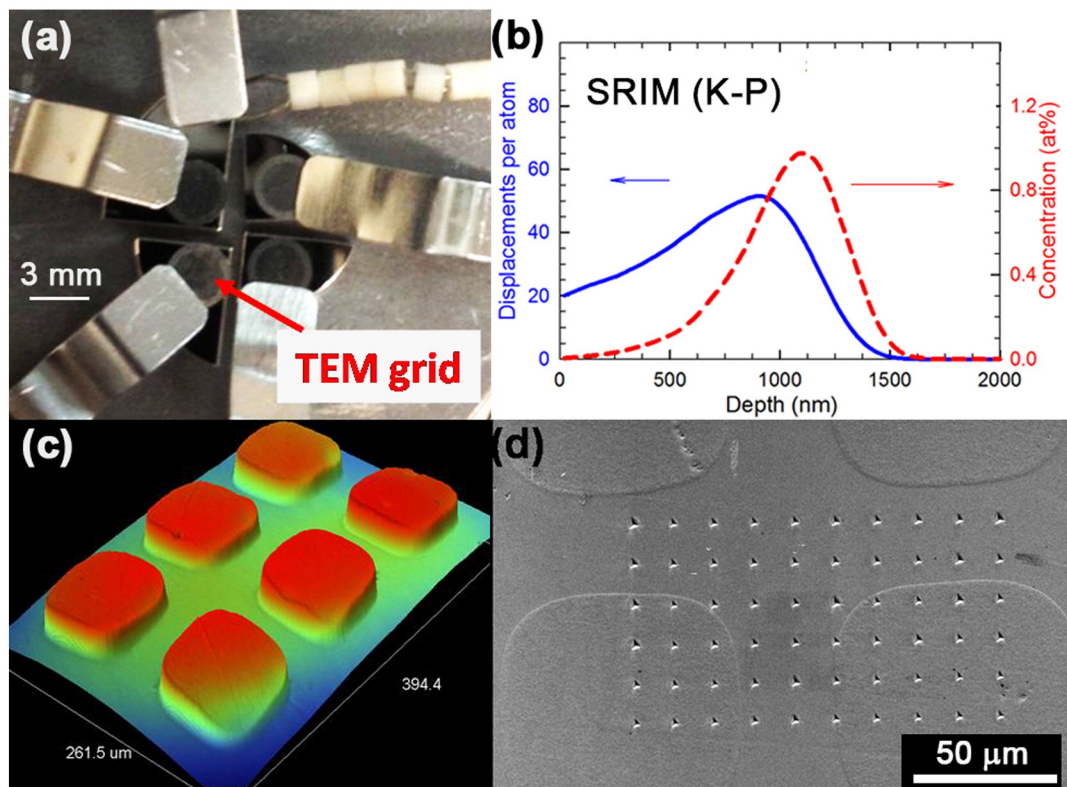 (a)
3 mm
TEM grid
(b)
SRIM (K-P)
Displacements per atom
80
60
40
20
0
1.2
0.8
0.4
0.0
Concentration (at%)
0
500
1000
1500
2000
Depth (nm)
(c)
394.4
261.5 um
(d)
50 μm